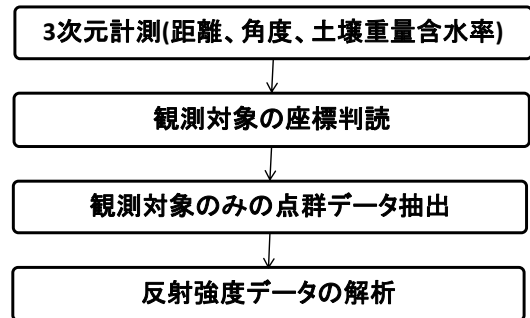 3次元計測(距離、角度、土壌重量含水率)
観測対象の座標判読
観測対象のみの点群データ抽出
反射強度データの解析